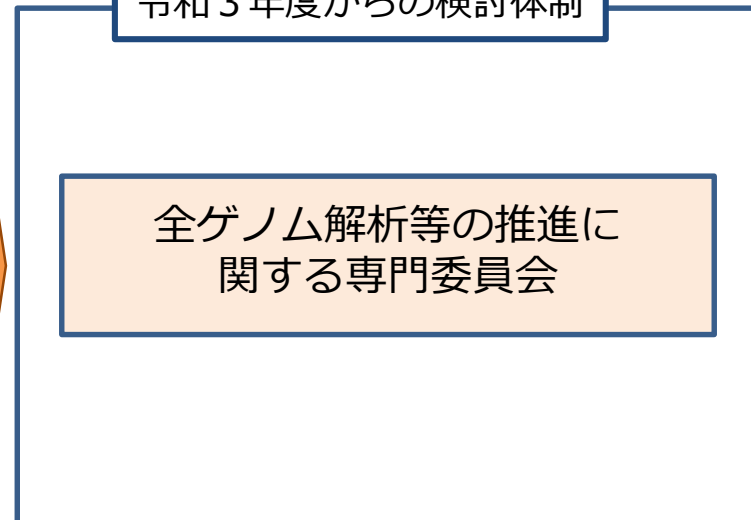 令和３年度からの検討体制
全ゲノム解析等の推進に
関する専門委員会